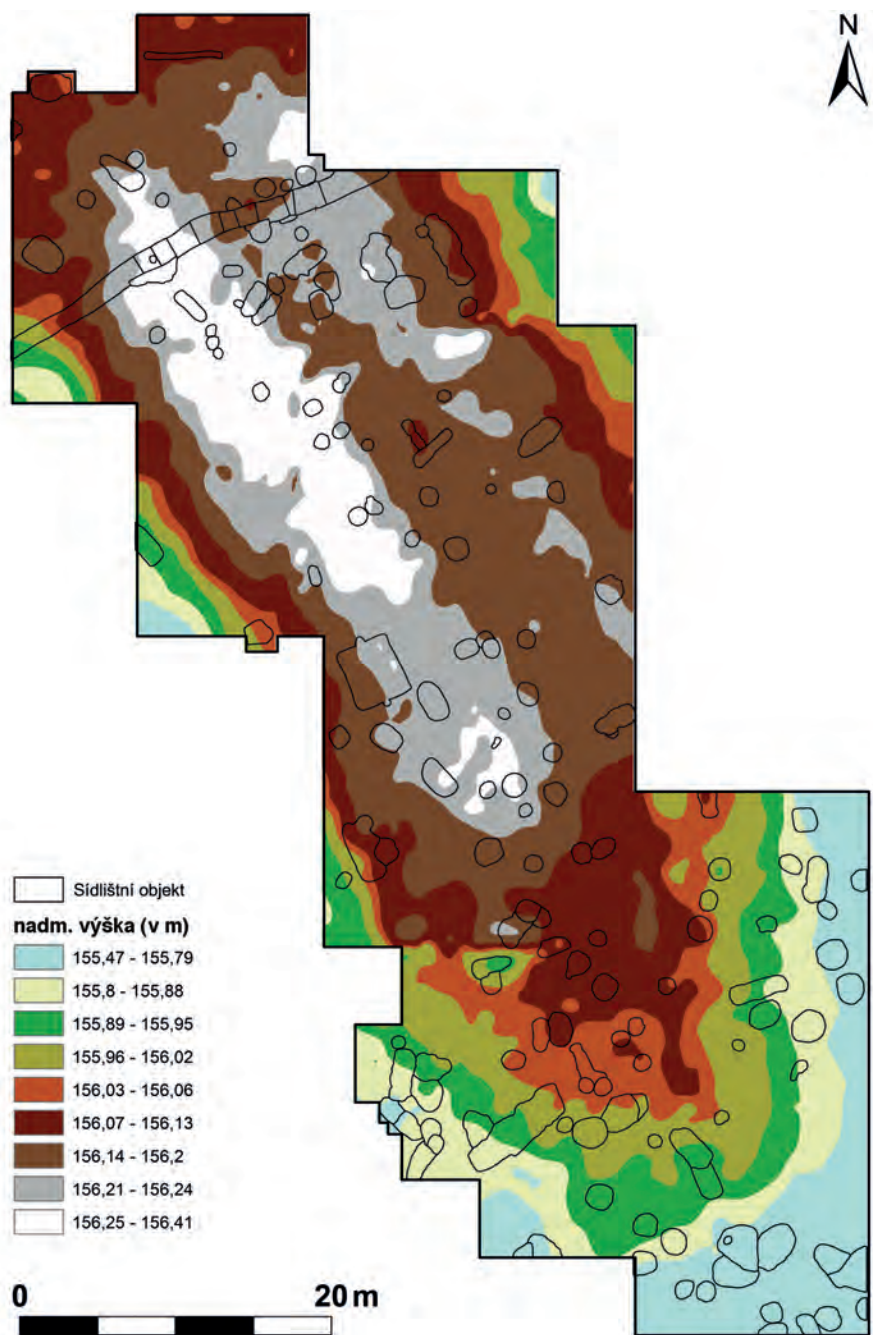 N
Sídlištní objekt
nadm. výška (v m)
155,47 - 155,79
155,8 - 155,88
155,89 - 155,95
155,96 - 156,02
156,03 - 156,06
156,07 - 156,13
156,14 - 156,2
156,21 - 156,24
156,25 - 156,41
0 20 m